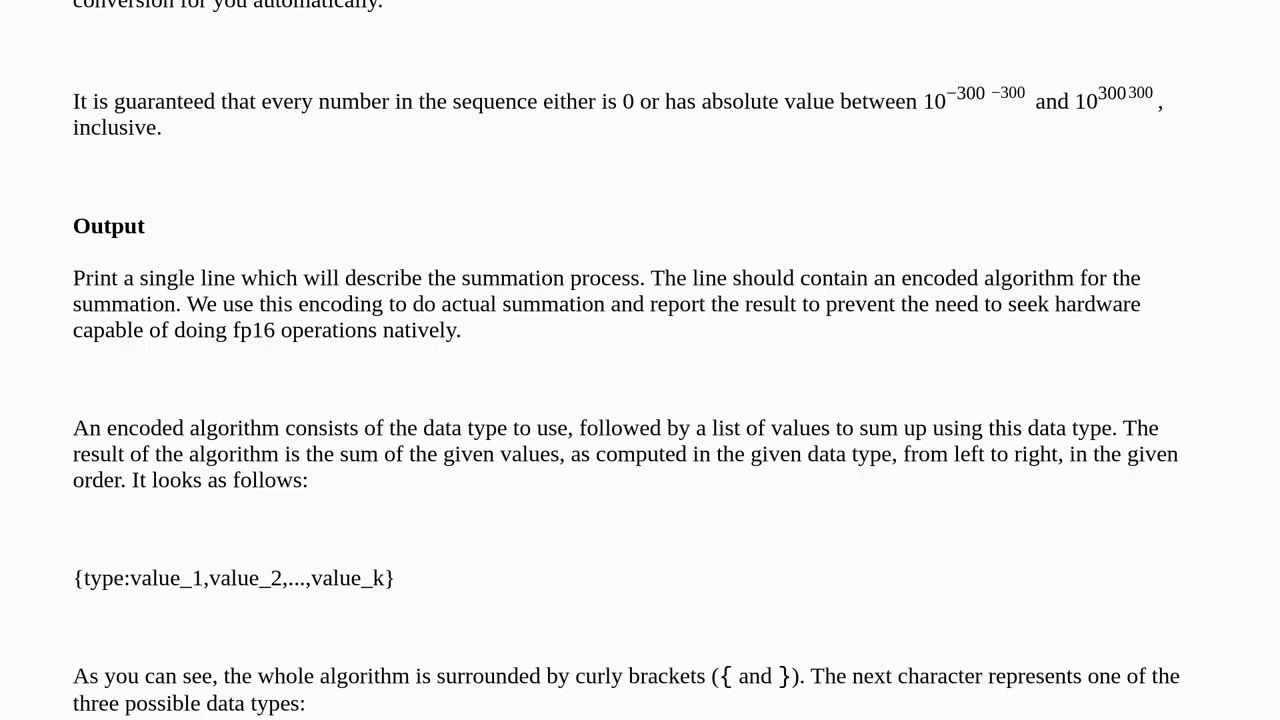 conversion for you automatically.
It is guaranteed that every number in the sequence either is 0 or has absolute value between 10−300 −300 and 10300300 ,
inclusive.
Output
Print a single line which will describe the summation process. The line should contain an encoded algorithm for the
summation. We use this encoding to do actual summation and report the result to prevent the need to seek hardware
capable of doing fp16 operations natively.
An encoded algorithm consists of the data type to use, followed by a list of values to sum up using this data type. The
result of the algorithm is the sum of the given values, as computed in the given data type, from left to right, in the given
order. It looks as follows:
{type:value_1,value_2,...,value_k}
As you can see, the whole algorithm is surrounded by curly brackets ({ and }). The next character represents one of the
three possible data types: